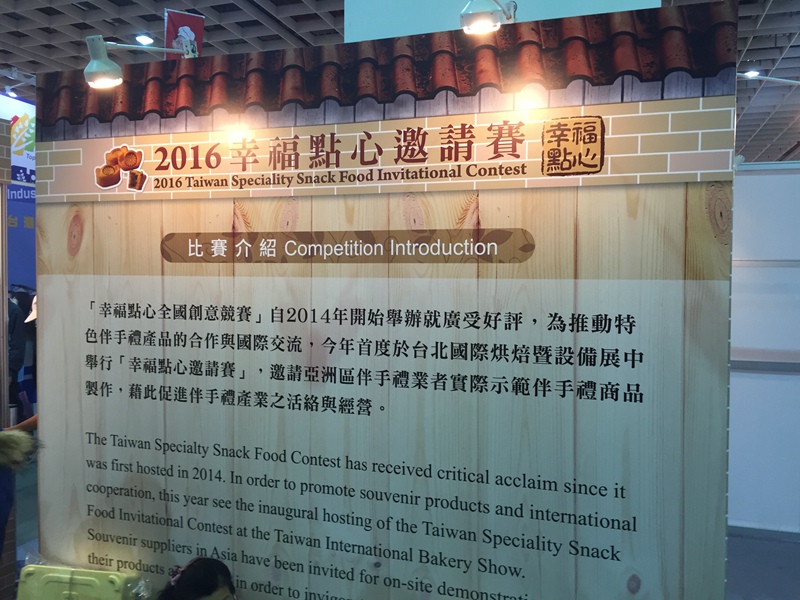 2016 幸福點心邀請賽
幸福
點心
2016 Taiwan Speciality Snack Food Invitational Contest
比賽介紹 Competition Introduction
「幸福點心全國創意競賽」自2014年開始舉辦就廣受好評，為推動特
色伴手禮產品的合作與國際交流，今年首度於台北國際烘焙暨設備展中
舉行「幸福點心邀請賽」，邀請亞洲區伴手禮業者實際示範伴手禮商品
製作，藉此促進伴手禮產業之活絡與經營。
The Taiwan Specialty Snack Food Contest has received critical acclaim since it
was first hosted in 2014. In order to promote souvenir products and international
cooperation, this year see the inaugural hosting of the Taiwan Speciality Snack
Food Invitational Contest at the Taiwan International Bakery Show.
Souvenir suppliers in Asia have been invited for on-site
their products in order to
Indus